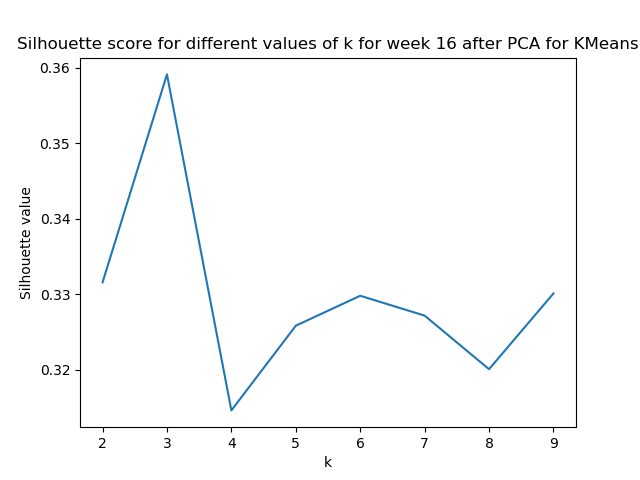 Silhouette score for different values of k for week 16 after PCA for KMeans
0.36
0.35
0.34
0.33
0.32
Silhouette value
2 3 4 5 6 7 8 9
k